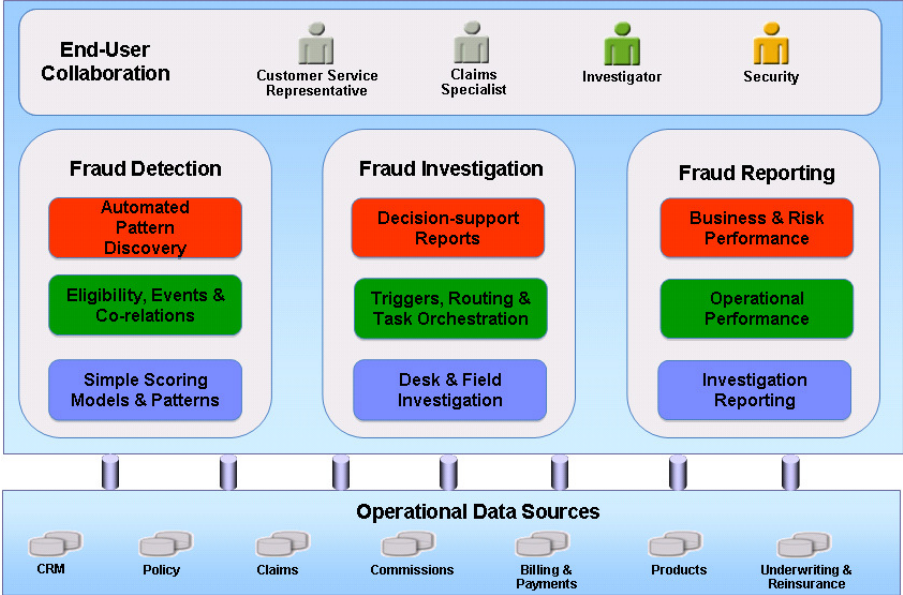 End-User
Collaboration
Customer Service
Representative
Claims
Specialist
Investigator
Security
Fraud Detection
Automated
Pattern
Discovery
Eligibility, Events &
Co-relations
Simple Scoring
Models & Patterns
Fraud Investigation
Decision-support
Reports
Triggers, Routing &
Task Orchestration
Desk & Field
Investigation
Fraud Reporting
Business & Risk
Performance
Operational
Performance
Investigation
Reporting
Operational Data Sources
CRM
Policy
Claims
Commissions
Billing &
Payments
Products
Underwriting &
Reinsurance